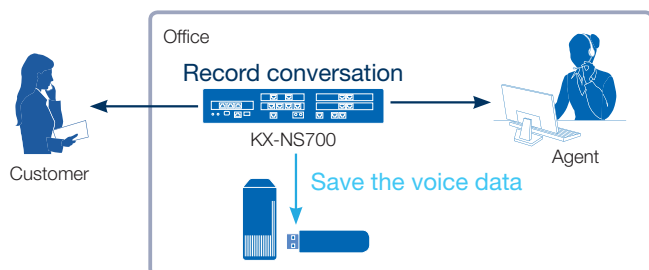 Office
Record conversation
KX-NS700
Customer
Agent
Save the voice data